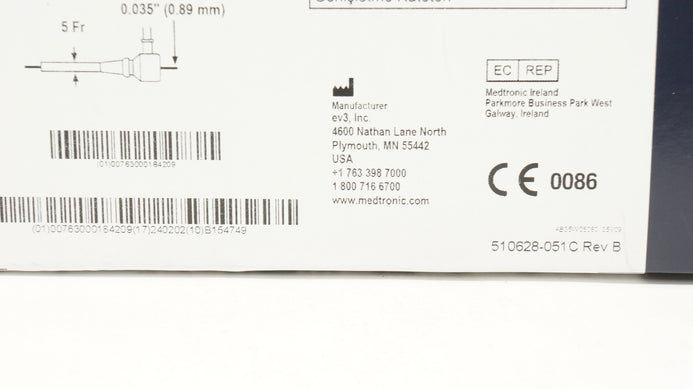 0.035" (0.89 mm)
5 Fr
(01)00763000184209
(01)00763000184209(17)240202(10)B154749
Manufacturer
ev3, Inc.
4600 Nathan Lane North
Plymouth, MN 55442
USA
+1 763 398 7000
1 800 716 6700
www.medtronic.com
EC REP
Medtronic Ireland
Parkmore Business Park West
Galway, Ireland
CE 0086
510628-051C Rev B